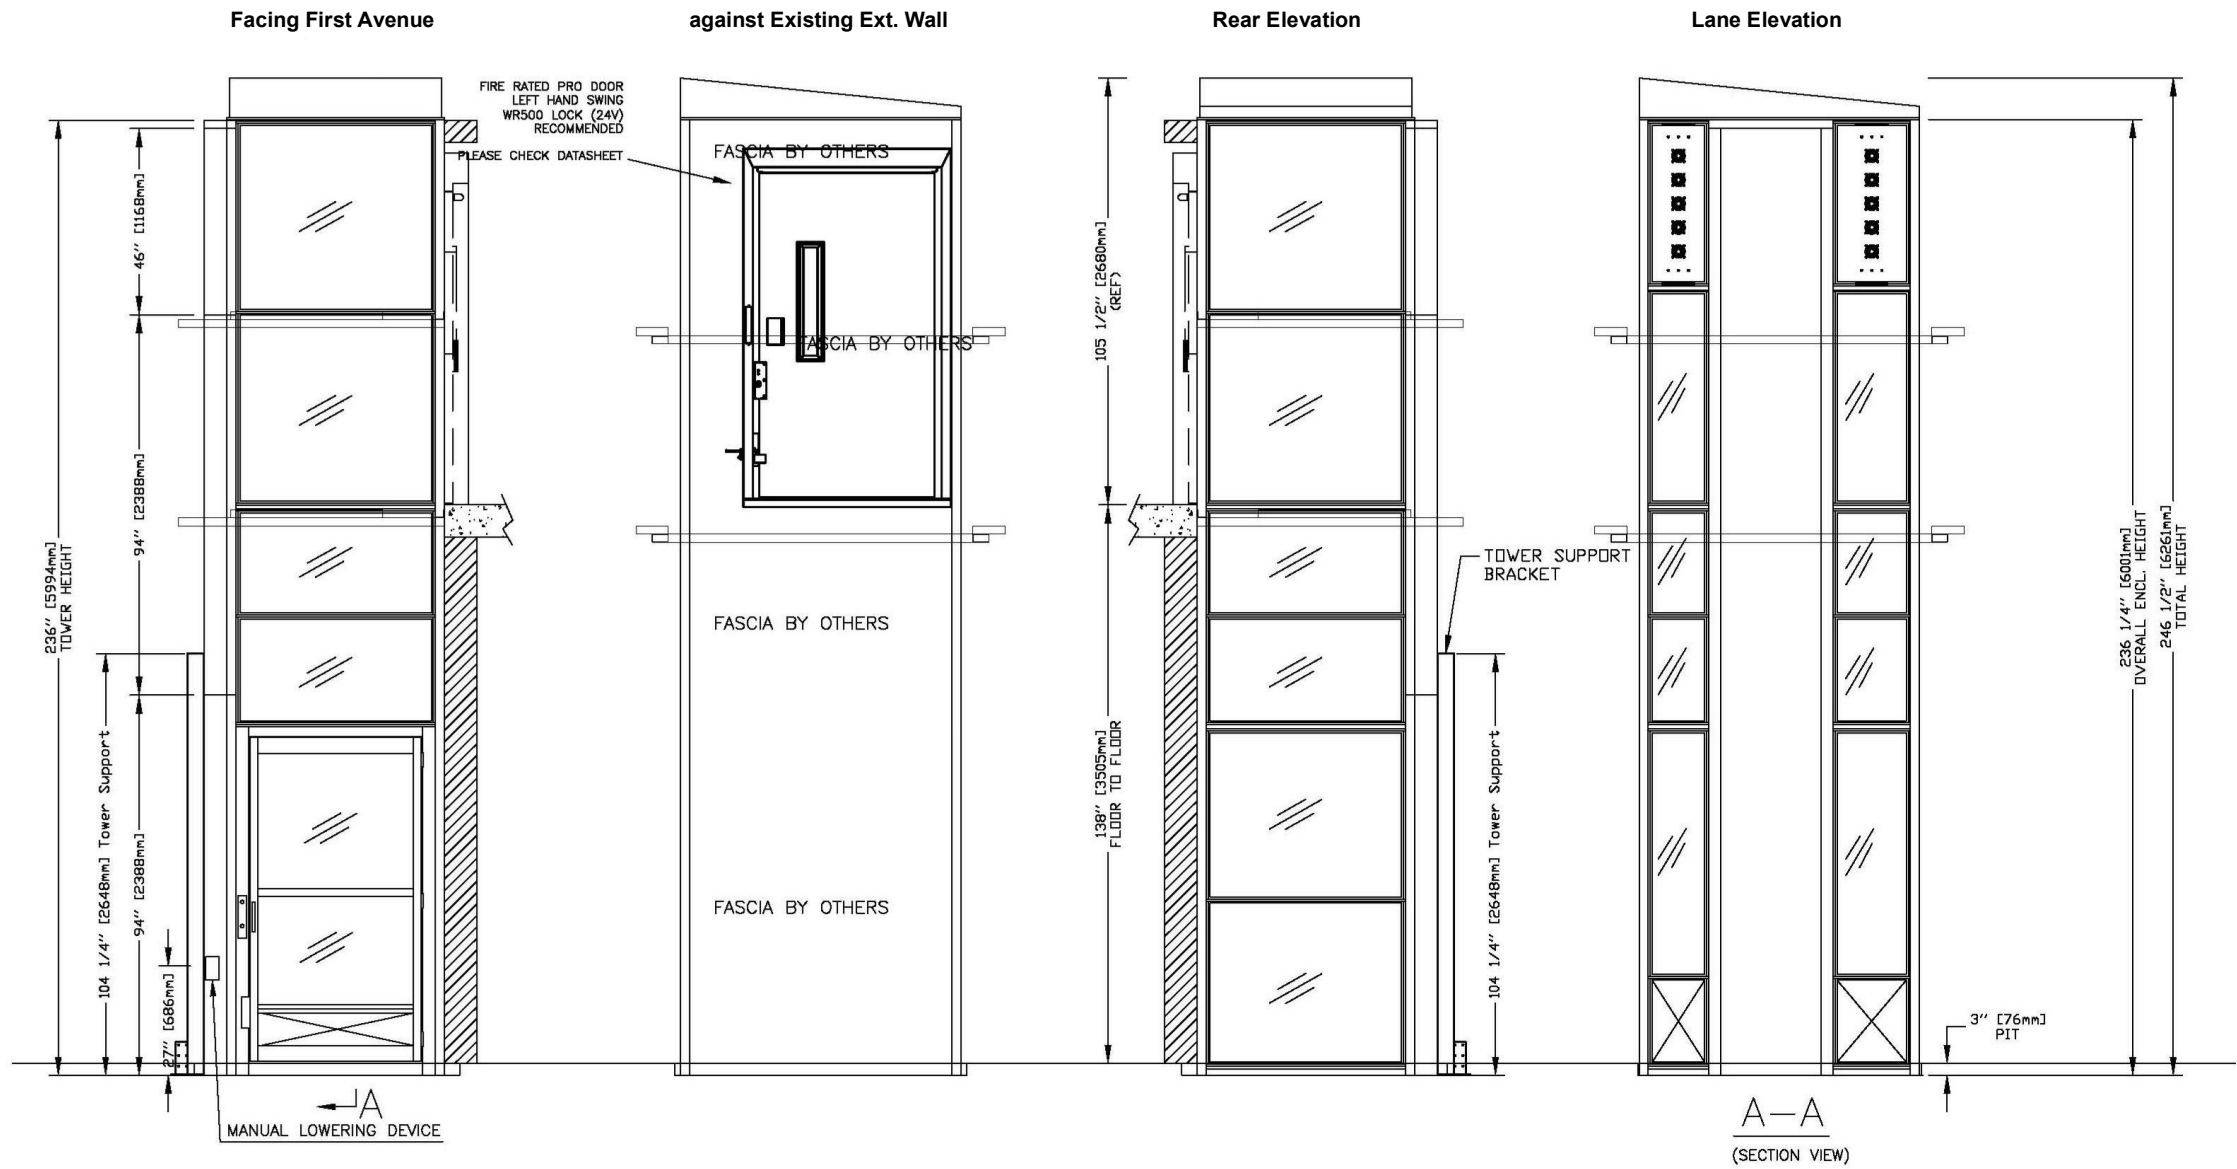 Facing First Avenue
against Existing Ext. Wall
Rear Elevation
Lane Elevation
FIRE RATED PRO DOOR
LEFT HAND SWING
WR500 LOCK (24V)
RECOMMENDED
PLEASE CHECK DATASHEET
236" [5994mm]
TOWER HEIGHT
46" [1168mm]
94" [2388mm]
104 1/4" [2648mm] Tower Support
94" [2388mm]
27" [686mm]
MANUAL LOWERING DEVICE
A
FASCIA BY OTHERS
FASCIA BY OTHERS
FASCIA BY OTHERS
FASCIA BY OTHERS
105 1/2" [2680mm]
(REF)
138" [3505mm]
FLOOR TO FLOOR
TOWER SUPPORT
BRACKET
104 1/4" [2648mm] Tower Support
236 1/4" [6001mm]
OVERALL ENCL. HEIGHT
246 1/2" [6261mm]
TOTAL HEIGHT
3" [76mm]
PIT
A-A
(SECTION VIEW)